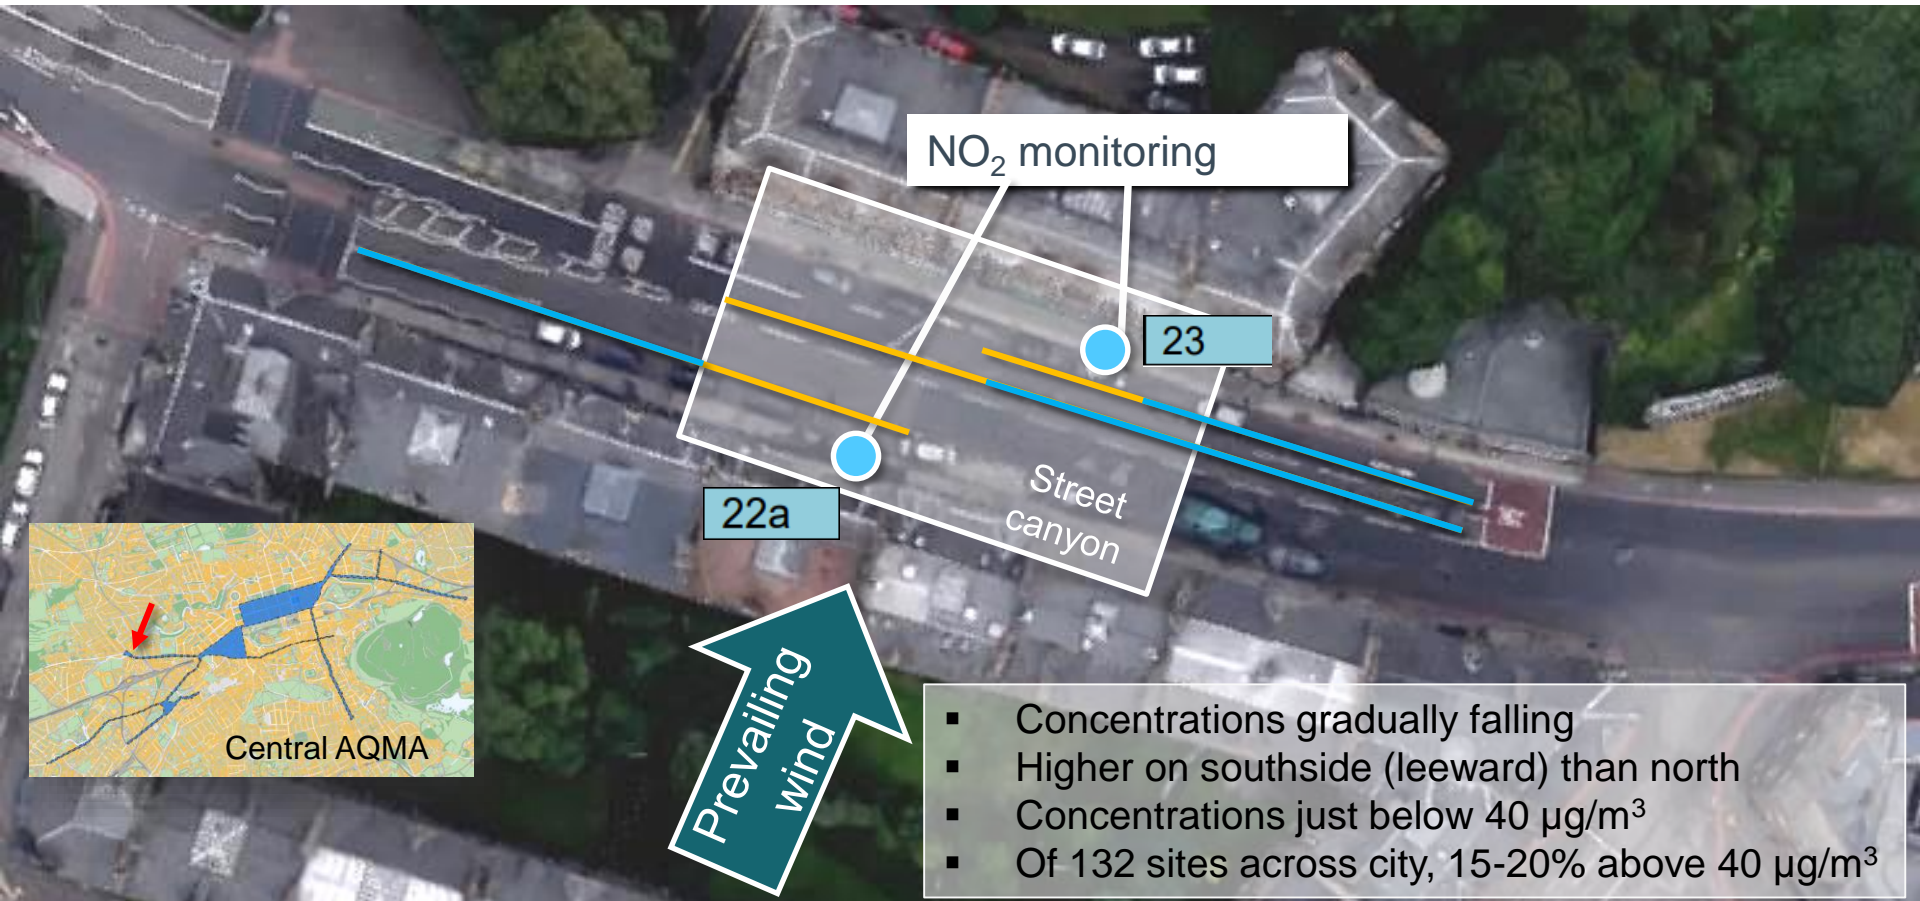 NO₂ monitoring
23
22a
Street
canyon
Prevailing
wind
Central AQMA
▪ Concentrations gradually falling
▪ Higher on southside (leeward) than north
▪ Concentrations just below 40 µg/m³
▪ Of 132 sites across city, 15-20% above 40 µg/m³